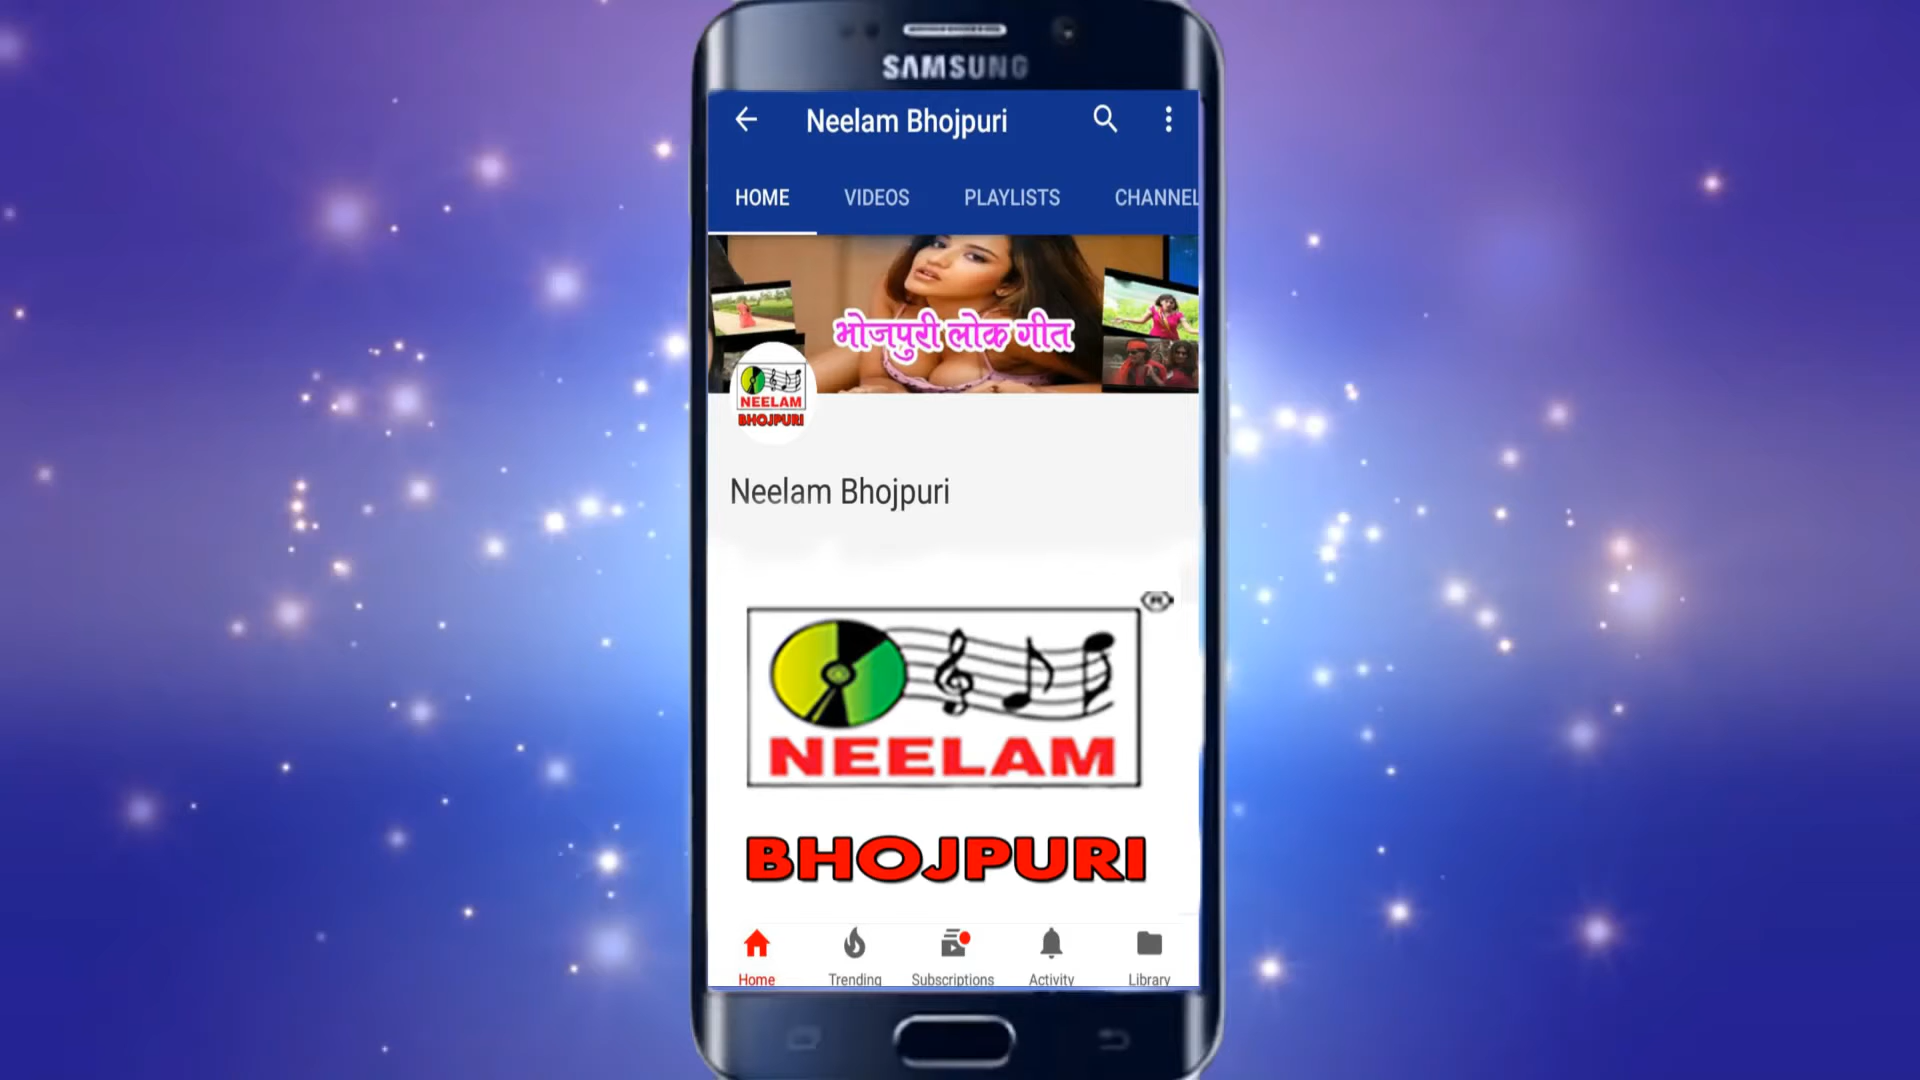 SAMSUNG
Neelam Bhojpuri
HOME VIDEOS PLAYLISTS CHANNEL
भोजपुरी लोक गीत
NEELAM
BHOJPURI
Neelam Bhojpuri
®
NEELAM
BHOJPURI
Home Trending Subscriptions Activity Library